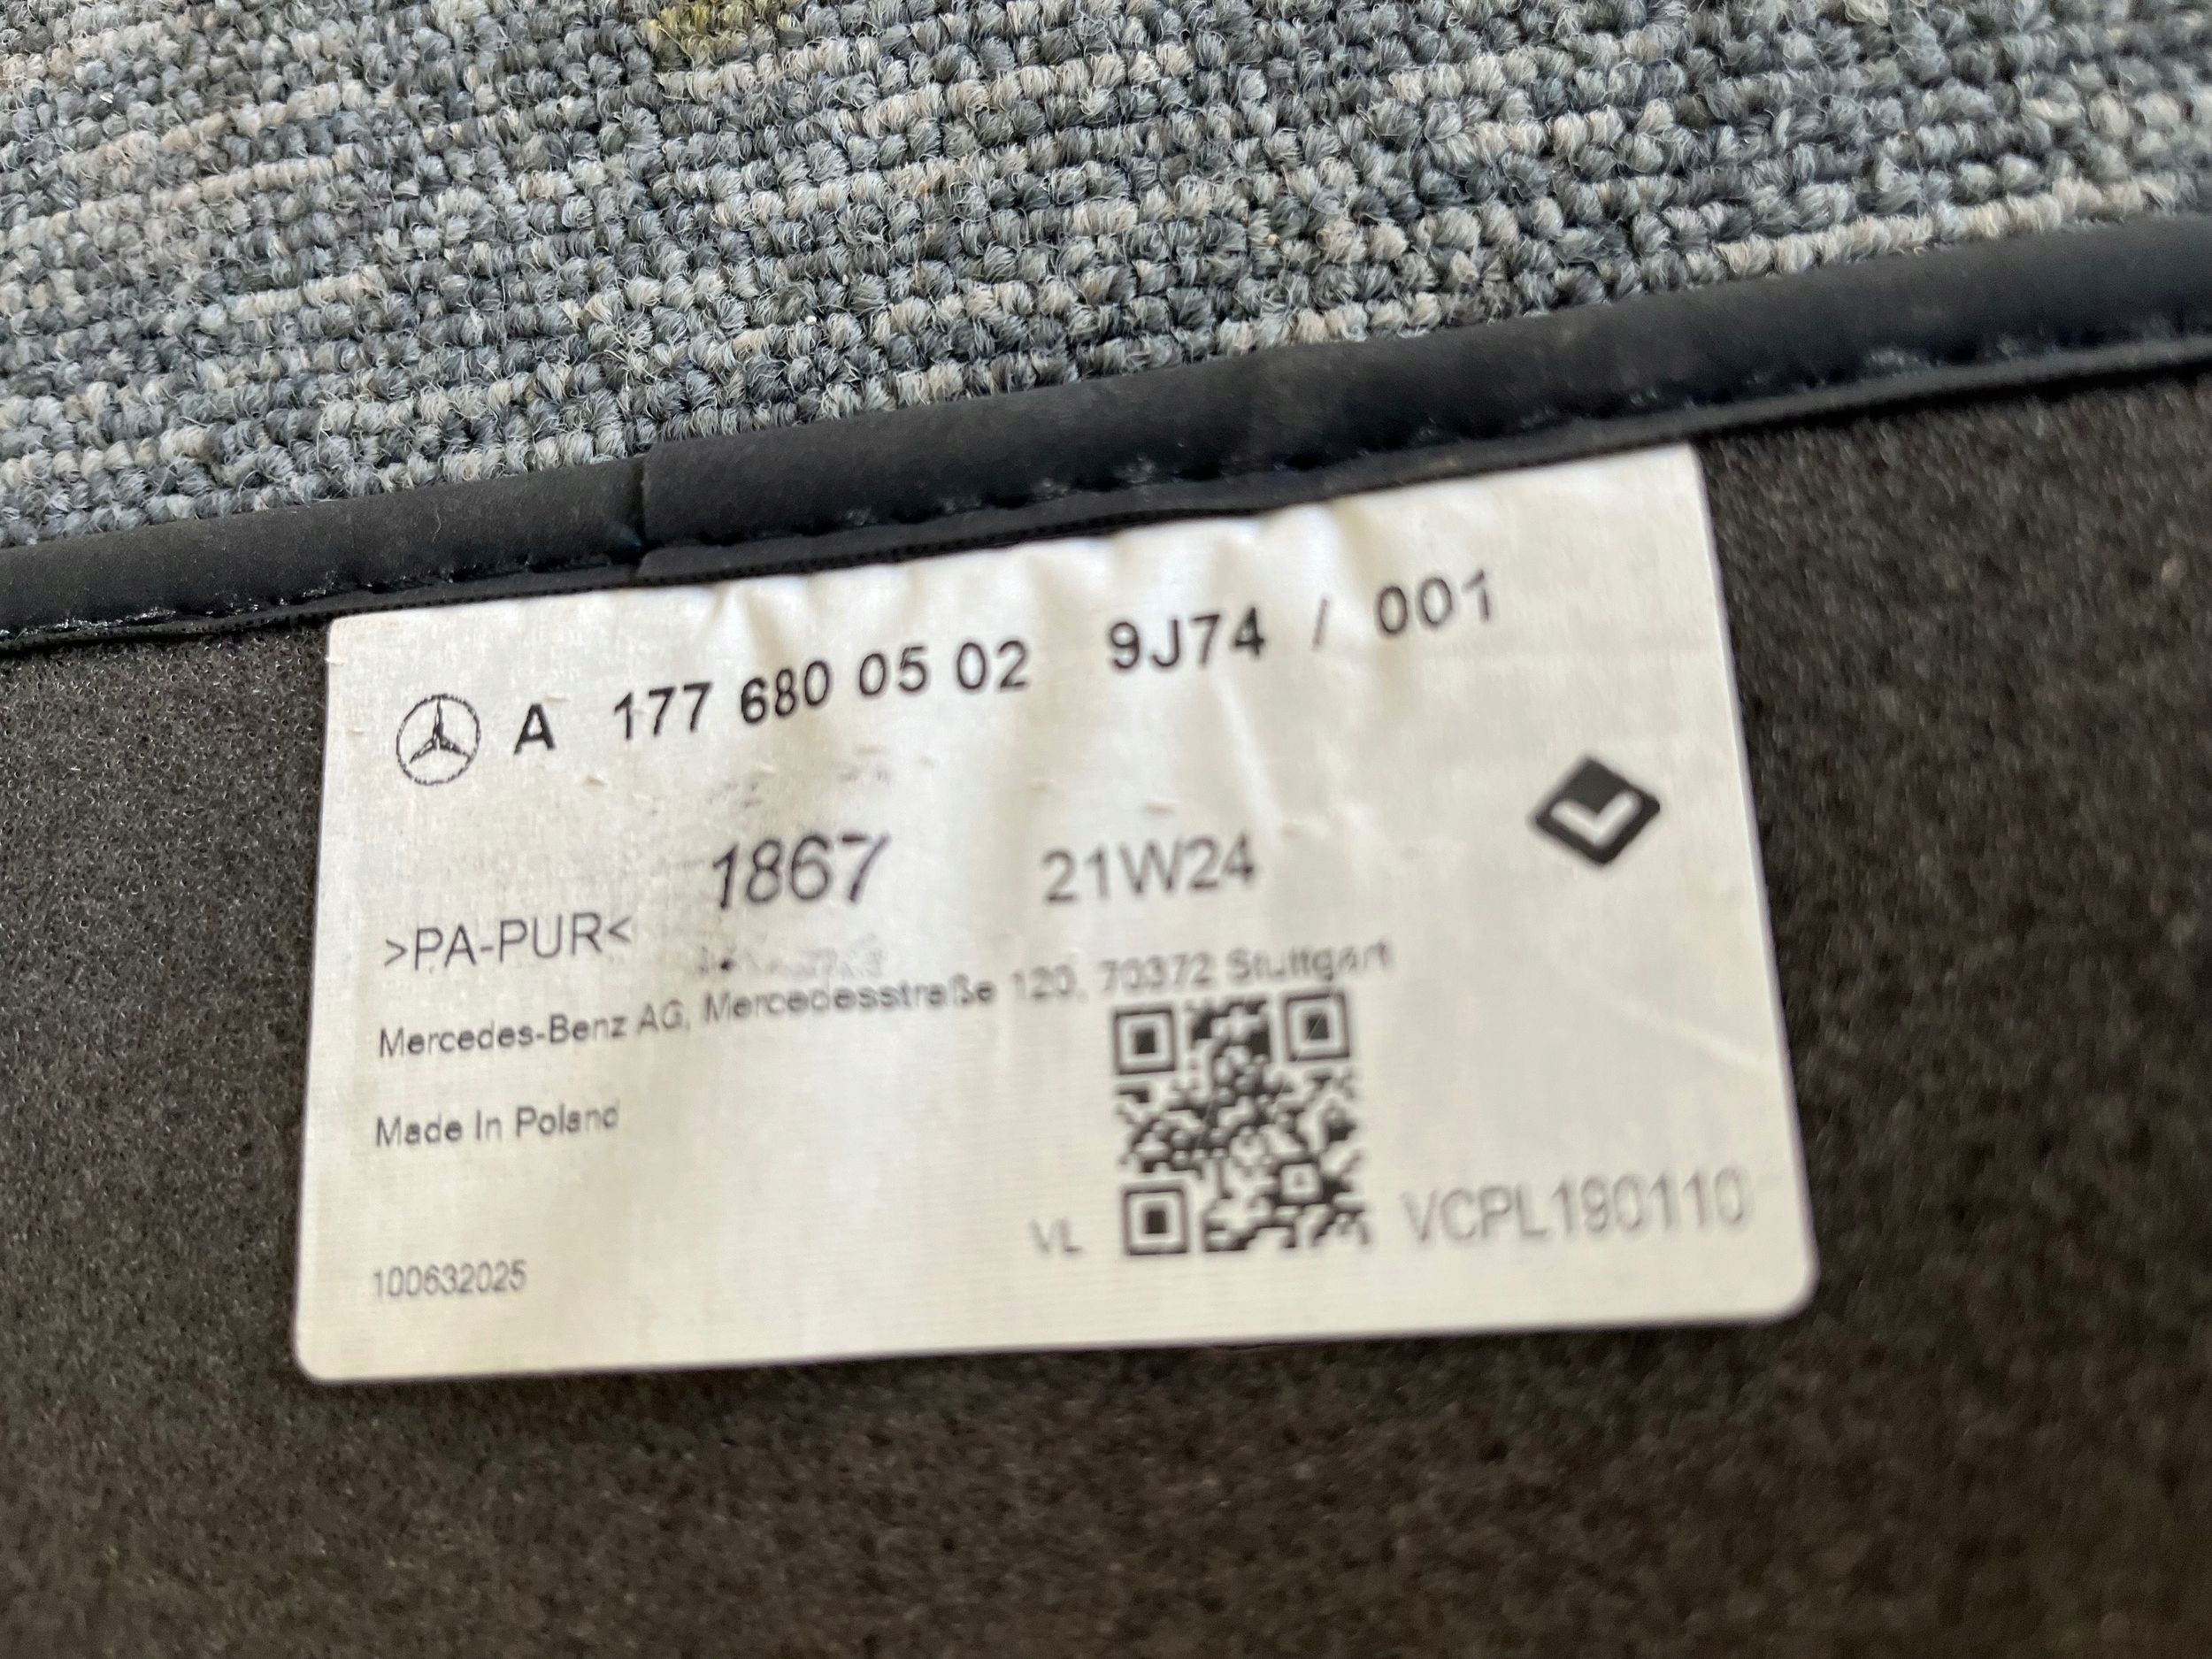 A 177 680 05 02 9J74 / 001
1867 21W24
>PA-PUR<
Mercedes-Benz AG, Mercedesstraße 120, 70372 Stuttgart
Made In Poland
VL VCPL190110
100632025